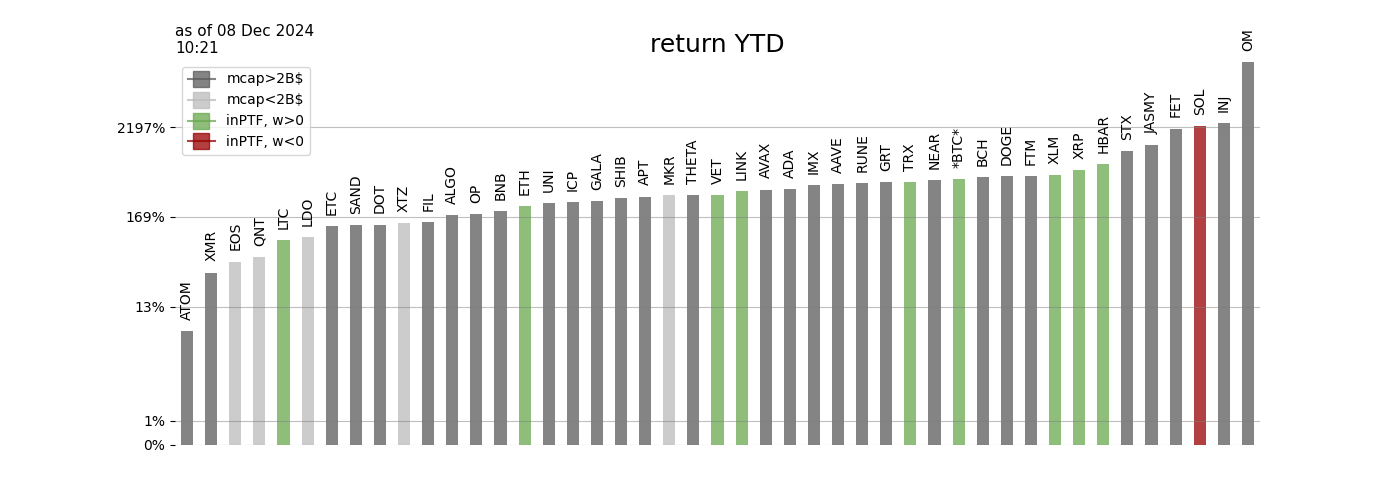 as of 08 Dec 2024
10:21
return YTD
mcap>2B$
mcap<2B$
inPTF, w>0
inPTF, w<0
2197%
169%
13%
1%
0%
ATOM
XMR
EOS
QNT
LTC
LDO
ETC
SAND
DOT
XTZ
FIL
ALGO
OP
BNB
ETH
UNI
ICP
GALA
SHIB
APT
MKR
THETA
VET
LINK
AVAX
ADA
IMX
AAVE
RUNE
GRT
TRX
NEAR
*BTC*
BCH
DOGE
FTM
XLM
XRP
HBAR
STX
JASMY
FET
SOL
INJ
OM